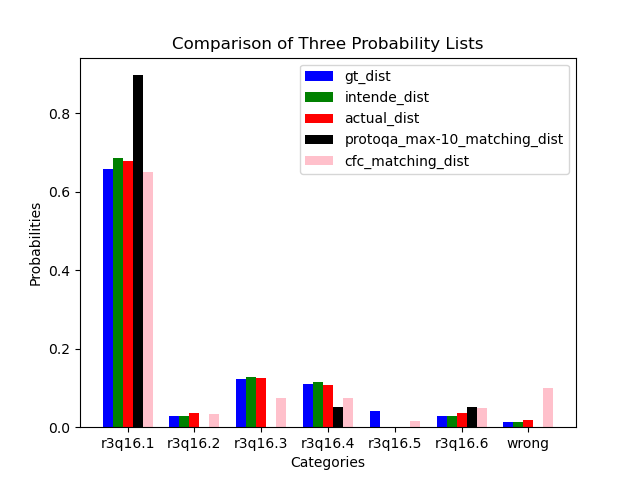 Comparison of Three Probability Lists
gt_dist
intende_dist
actual_dist
protoqa_max-10_matching_dist
cfc_matching_dist
0.8
0.6
0.4
0.2
0.0
Probabilities
r3q16.1 r3q16.2 r3q16.3 r3q16.4 r3q16.5 r3q16.6 wrong
Categories